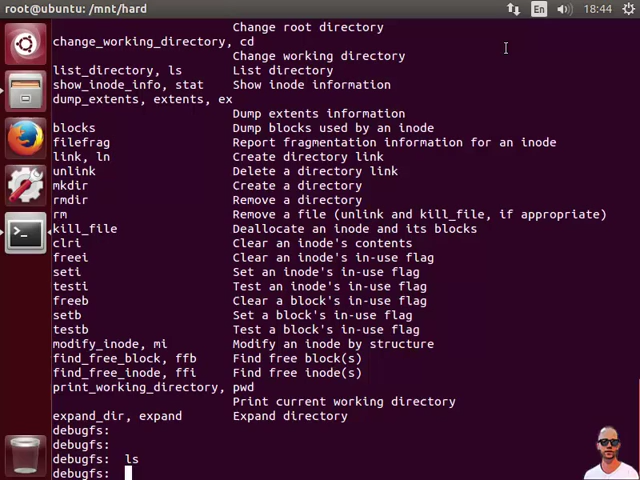 root@ubuntu: /mnt/hard
En
18:44
Change root directory
change_working_directory, cd
Change working directory
list_directory, ls List directory
show_inode_info, stat Show inode information
dump_extents, extents, ex
Dump extents information
blocks Dump blocks used by an inode
filefrag Report fragmentation information for an inode
link, ln Create directory link
unlink Delete a directory link
mkdir Create a directory
rmdir Remove a directory
rm Remove a file (unlink and kill_file, if appropriate)
kill_file Deallocate an inode and its blocks
clri Clear an inode's contents
freei Clear an inode's in-use flag
seti Set an inode's in-use flag
testi Test an inode's in-use flag
freeb Clear a block's in-use flag
setb Set a block's in-use flag
testb Test a block's in-use flag
modify_inode, mi Modify an inode by structure
find_free_block, ffb Find free block(s)
find_free_inode, ffi Find free inode(s)
print_working_directory, pwd
Print current working directory
expand_dir, expand Expand directory
debugfs:
debugfs:
debugfs: ls
debugfs: